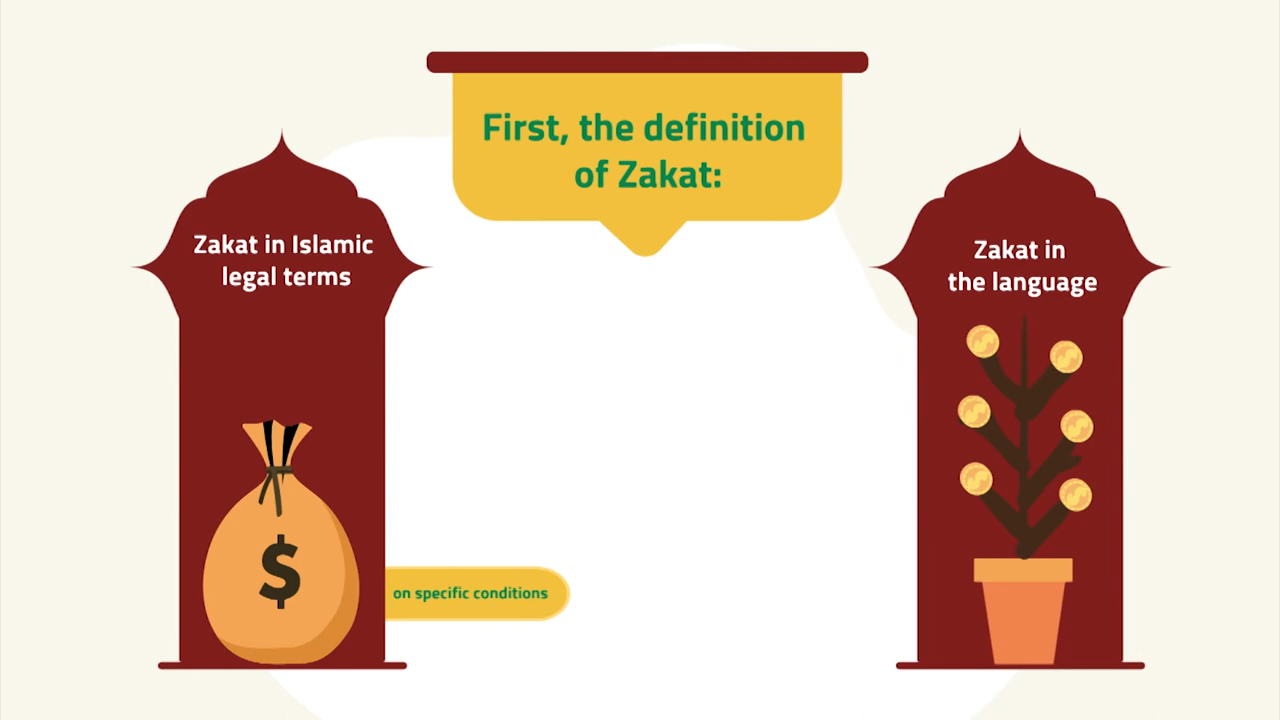 First, the definition
of Zakat:
Zakat in Islamic
legal terms
Zakat in
the language
$
on specific conditions